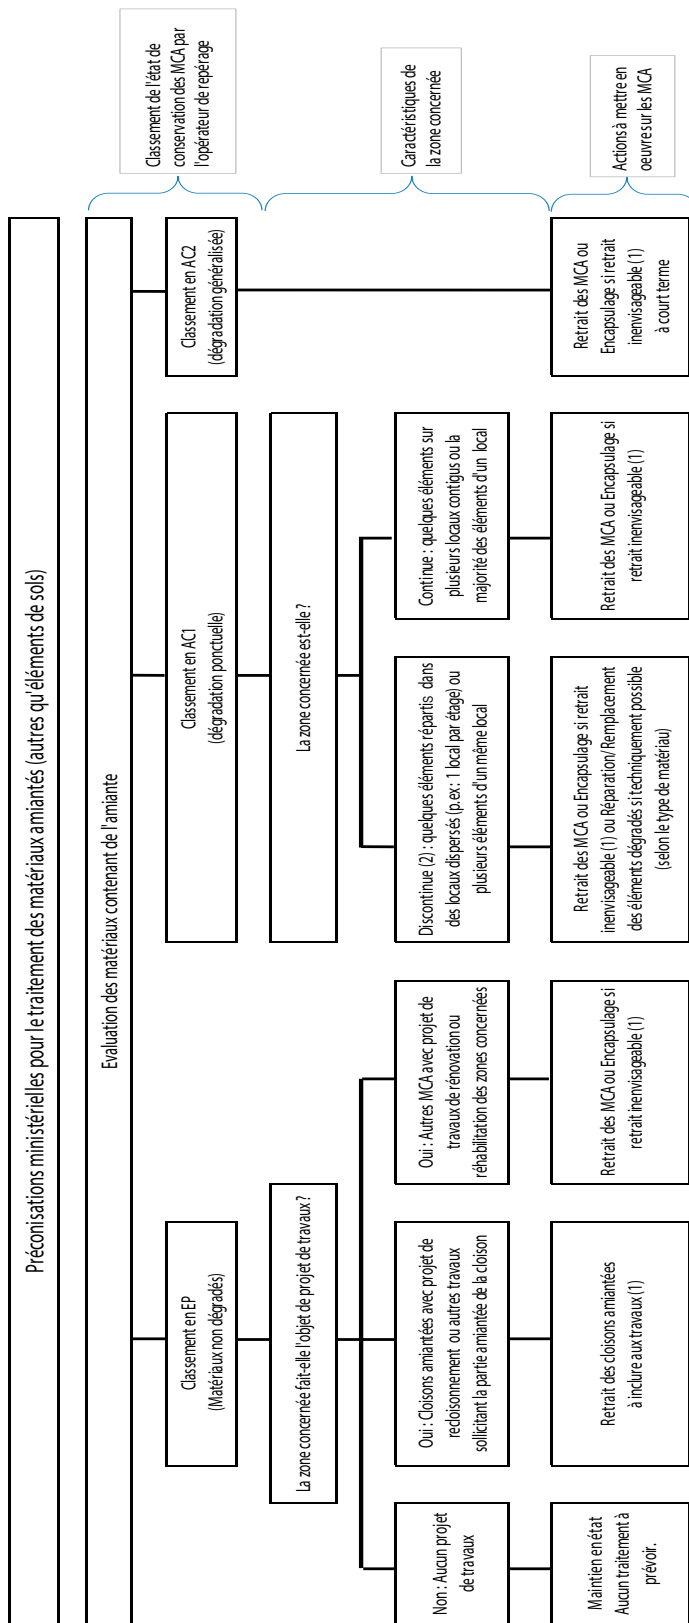 Préconisations ministérielles pour le traitement des matériaux amiantés (autres qu'éléments de sols)
Evaluation des matériaux contenant de l'amiante
Classement de l'état de
conservation des MCA par
l'opérateur de repérage
Classement en EP
(Matériaux non dégradés)
Classement en AC1
(dégradation ponctuelle)
Classement en AC2
(dégradation généralisée)
La zone concernée fait-elle l'objet de projet de travaux ?
La zone concernée est-elle ?
Caractéristiques de
la zone concernée
Non : Aucun projet
de travaux
Oui : Cloisons amiantées avec projet de
recloisonnement ou autres travaux
sollicitant la partie amiantée de la cloison
Oui : Autres MCA avec projet de
travaux de rénovation ou
réhabilitation des zones concernées
Discontinue (2) : quelques éléments répartis dans
des locaux dispersés (p. ex : 1 local par étage) ou
plusieurs éléments d'un même local
Continue : quelques éléments sur
plusieurs locaux contigus ou la
majorité des éléments d'un local
Maintien en état
Aucun traitement à
prévoir.
Retrait des cloisons amiantées
à inclure aux travaux (1)
Retrait des MCA ou Encapsulage si
retrait inenvisageable (1)
Retrait des MCA ou Encapsulage si retrait
inenvisageable (1) ou Réparation/ Remplacement
des éléments dégradés si techniquement possible
(selon le type de matériau)
Retrait des MCA ou Encapsulage si
retrait inenvisageable (1)
Retrait des MCA ou
Encapsulage si retrait
inenvisageable (1)
à court terme
Actions à mettre en
oeuvre sur les MCA